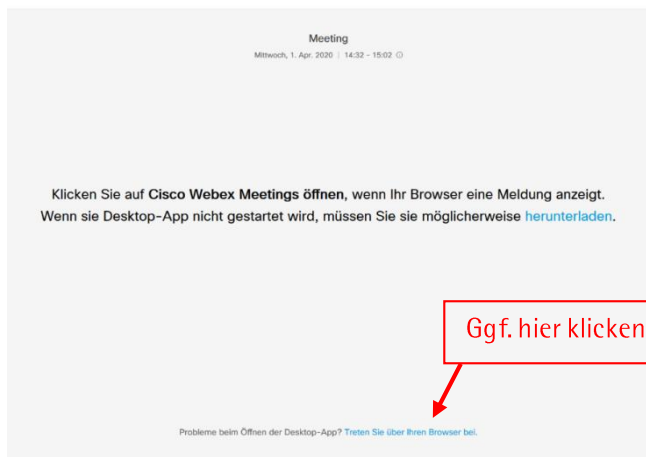 Meeting
Mittwoch, 1. Apr. 2020 | 14:32 - 15:02
Klicken Sie auf Cisco Webex Meetings öffnen, wenn Ihr Browser eine Meldung anzeigt.
Wenn sie Desktop-App nicht gestartet wird, müssen Sie sie möglicherweise herunterladen.
Ggf. hier klicken
Probleme beim Öffnen der Desktop-App? Treten Sie über Ihren Browser bei.